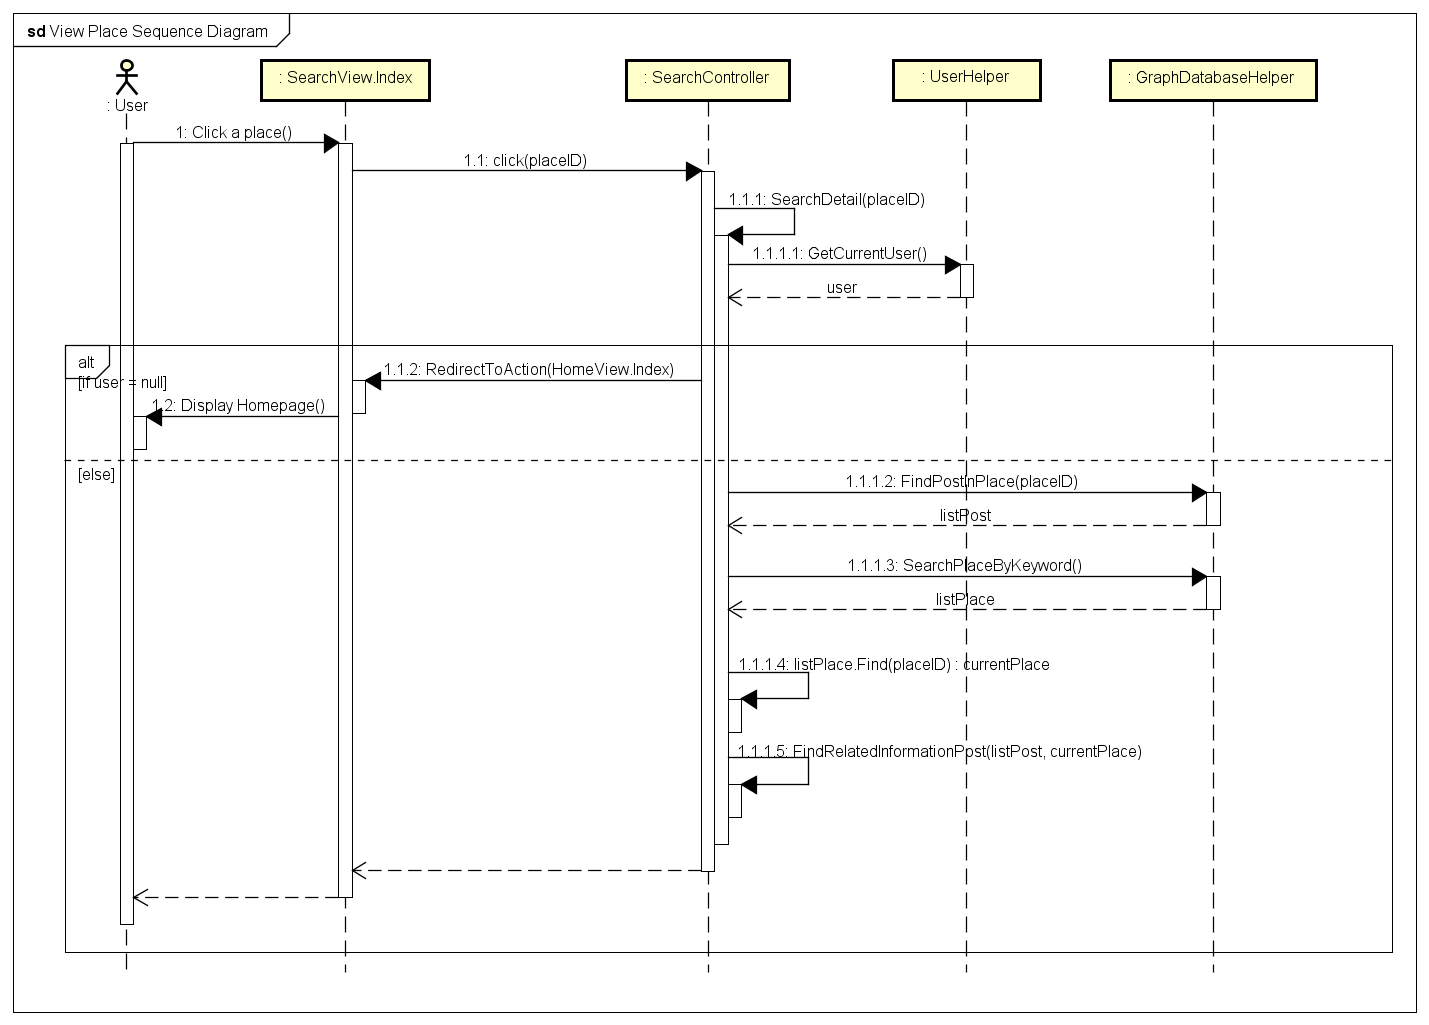 sd View Place Sequence Diagram
: User
: SearchView.Index
: SearchController
: UserHelper
: GraphDatabaseHelper
1: Click a place()
1.1: click(placeID)
1.1.1: SearchDetail(placeID)
1.1.1.1: GetCurrentUser()
user
alt
[if user = null]
1.1.2: RedirectToAction(HomeView.Index)
1.2: Display Homepage()
[else]
1.1.1.2: FindPostInPlace(placeID)
listPost
1.1.1.3: SearchPlaceByKeyword()
listPlace
1.1.1.4: listPlace.Find(placeID) : currentPlace
1.1.1.5: FindRelatedInformationPost(listPost, currentPlace)